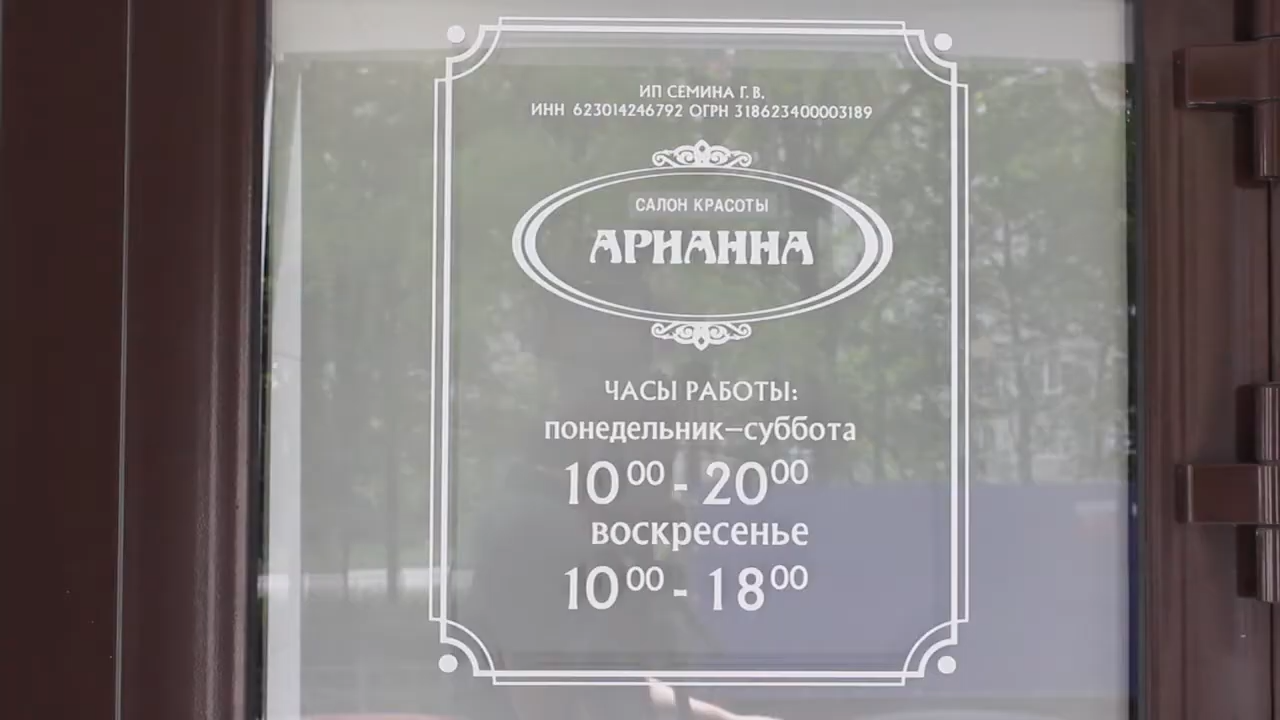 ИП СЕМИНА Г. В.
ИНН 623014246792 ОГРН 318623400003189
САЛОН КРАСОТЫ
АРИАННА
ЧАСЫ РАБОТЫ:
понедельник–суббота
10⁰⁰ - 20⁰⁰
воскресенье
10⁰⁰ - 18⁰⁰